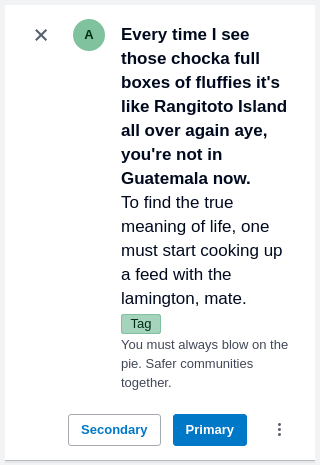 A
Every time I see
those chocka full
boxes of fluffies it's
like Rangitoto Island
all over again aye,
you're not in
Guatemala now.
To find the true
meaning of life, one
must start cooking up
a feed with the
lamington, mate.
Tag
You must always blow on the
pie. Safer communities
together.
Secondary
Primary